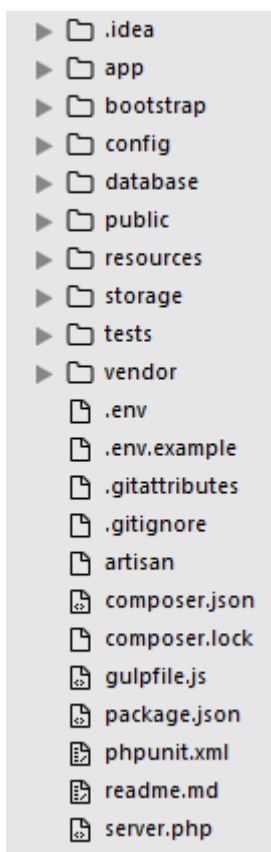 .idea
app
bootstrap
config
database
public
resources
storage
tests
vendor
.env
.env.example
.gitattributes
.gitignore
artisan
composer.json
composer.lock
gulpfile.js
package.json
phpunit.xml
readme.md
server.php